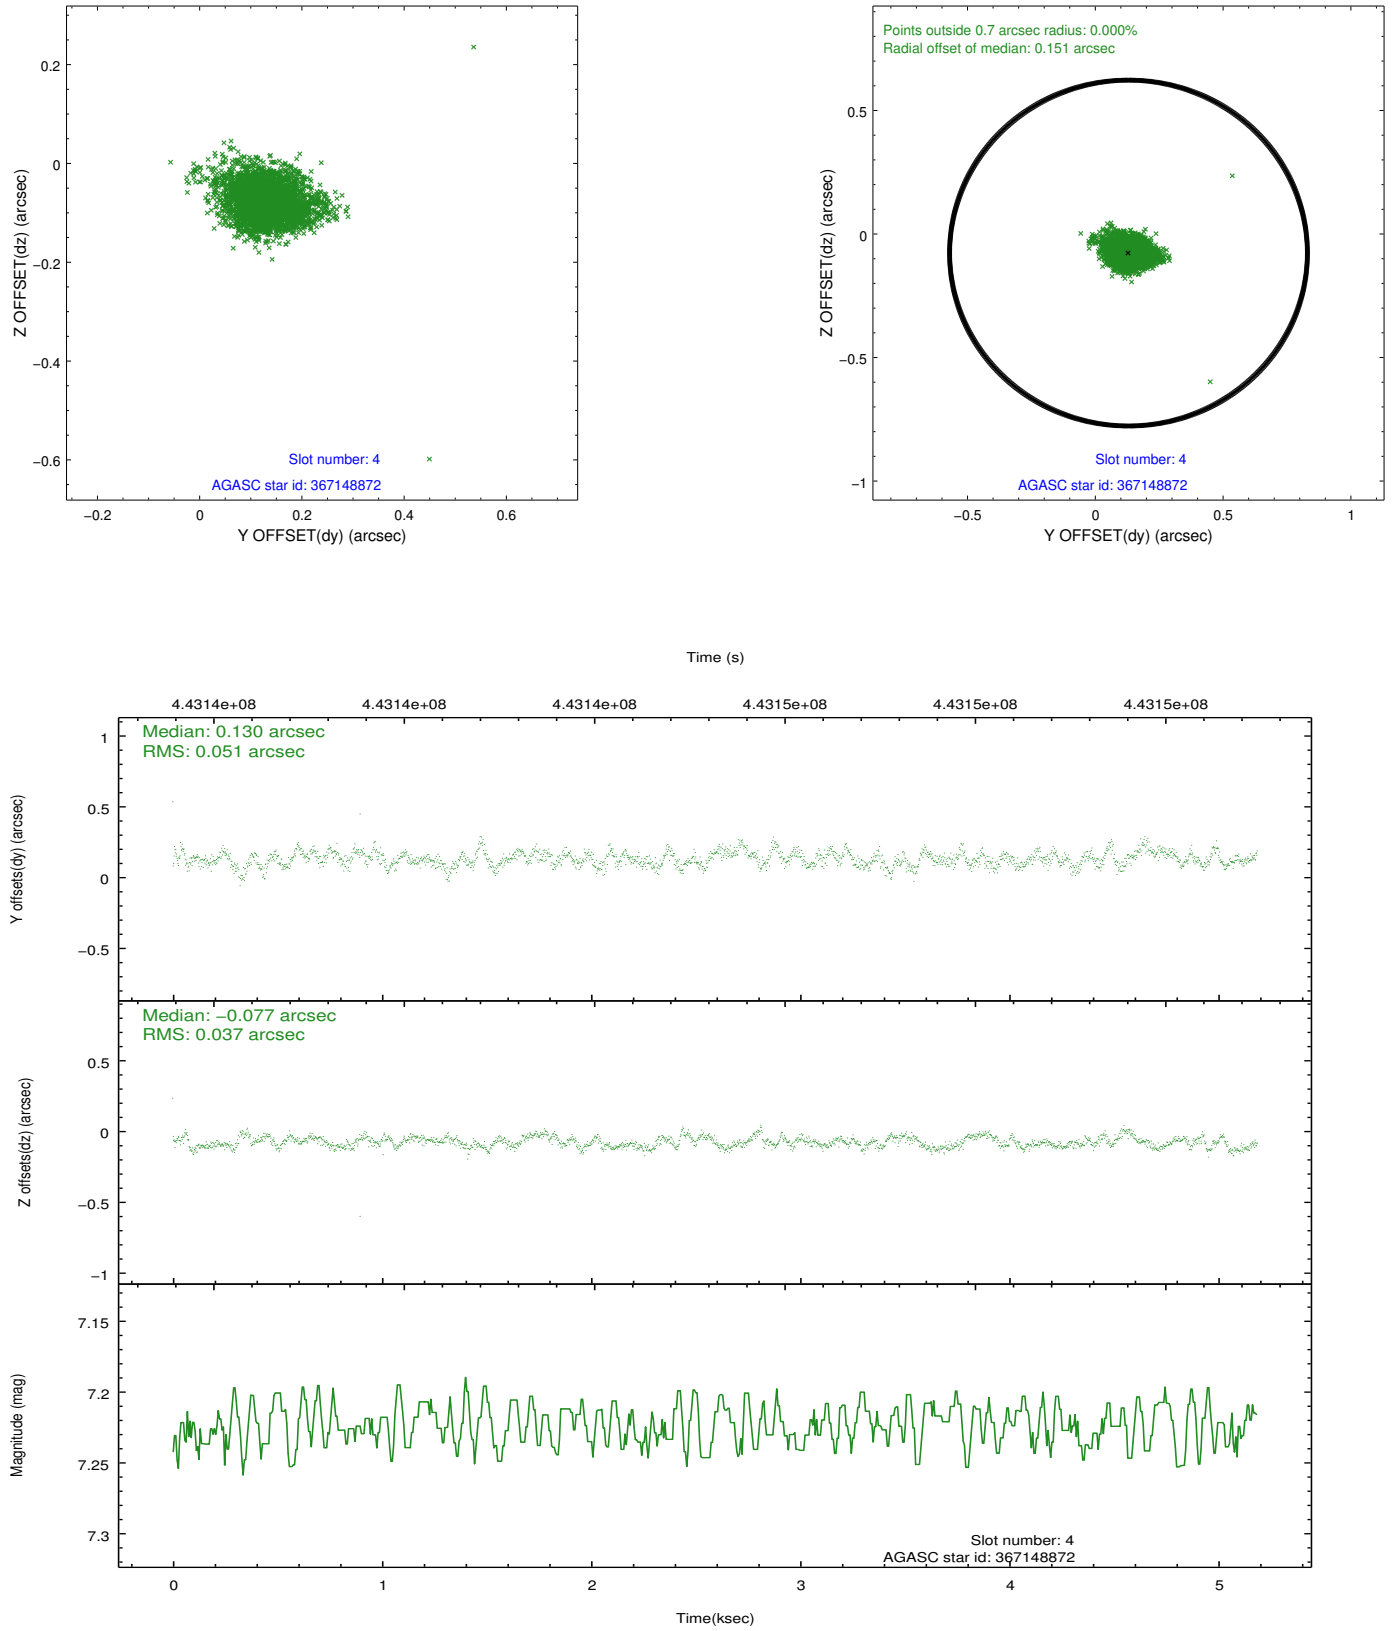 0.2
0
−0.2
−0.4
−0.6
Z OFFSET(dz) (arcsec)
Slot number: 4
AGASC star id: 367148872
−0.2 0 0.2 0.4 0.6
Y OFFSET(dy) (arcsec)
Points outside 0.7 arcsec radius: 0.000%
Radial offset of median: 0.151 arcsec
0.5
0
−0.5
−1
Z OFFSET(dz) (arcsec)
Slot number: 4
AGASC star id: 367148872
−0.5 0 0.5 1
Y OFFSET(dy) (arcsec)
Time (s)
4.4314e+08 4.4314e+08 4.4314e+08 4.4315e+08 4.4315e+08 4.4315e+08
Median: 0.130 arcsec
RMS: 0.051 arcsec
1
0.5
0
−0.5
Y offsets(dy) (arcsec)
Median: −0.077 arcsec
RMS: 0.037 arcsec
0.5
0
−0.5
−1
Z offsets(dz) (arcsec)
7.15
7.2
7.25
7.3
Magnitude (mag)
Slot number: 4
AGASC star id: 367148872
0 1 2 3 4 5
Time(ksec)